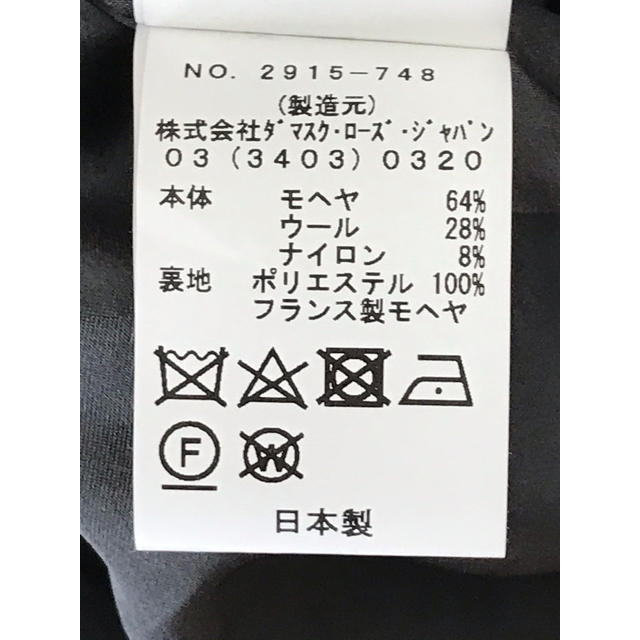 NO. 2915-748
(製造元)
株式会社ﾀﾞﾏｽｸ・ﾛｰｽﾞ・ｼﾞｬﾊﾟﾝ
03(3403)0320
本体 モヘヤ 64%
ウール 28%
ナイロン 8%
裏地 ポリエステル 100%
フランス製モヘヤ
F W
日本製